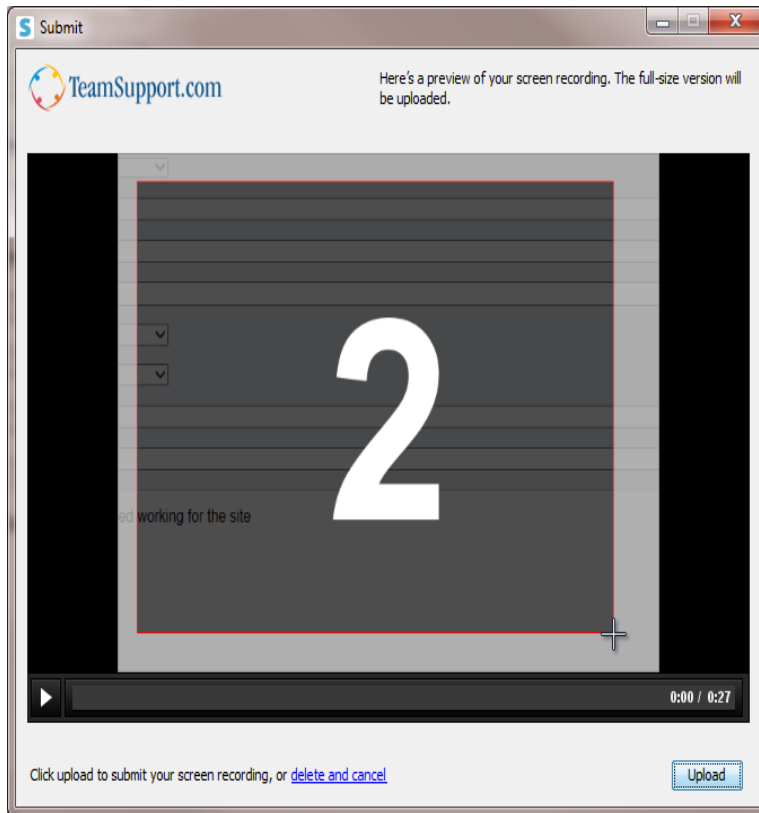 Submit
TeamSupport.com
Here's a preview of your screen recording. The full-size version will
be uploaded.
2
ed working for the site
0:00 / 0:27
Click upload to submit your screen recording, or delete and cancel
Upload